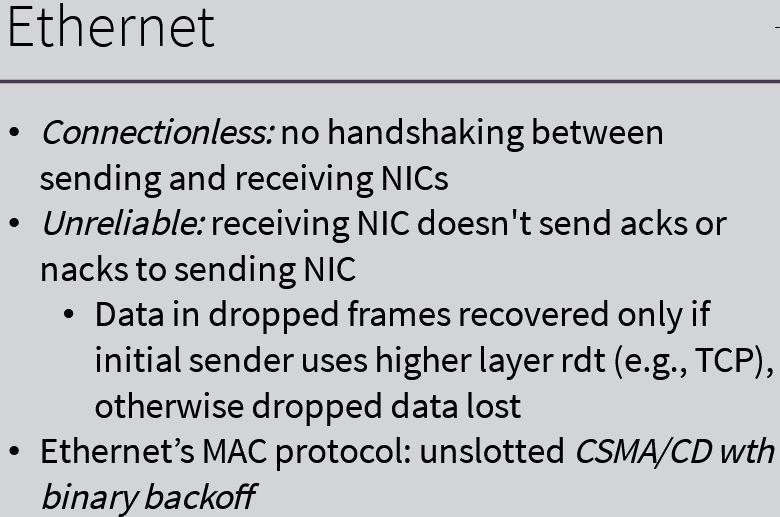 Ethernet
• Connectionless: no handshaking between
sending and receiving NICs
• Unreliable: receiving NIC doesn't send acks or
nacks to sending NIC
• Data in dropped frames recovered only if
initial sender uses higher layer rdt (e.g., TCP),
otherwise dropped data lost
• Ethernet’s MAC protocol: unslotted CSMA/CD wth
binary backoff